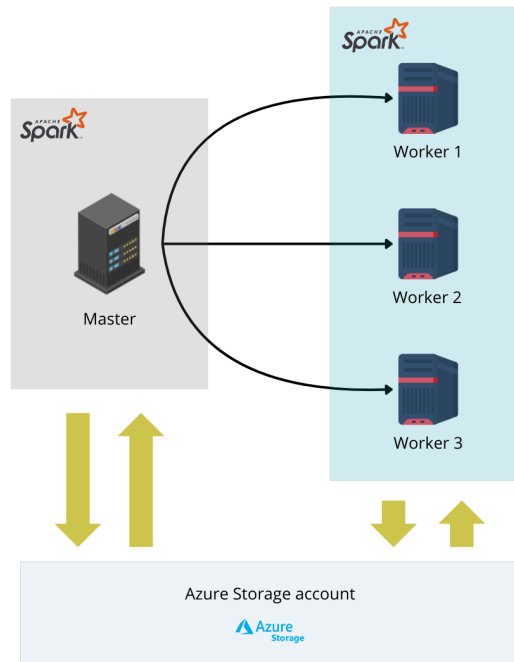 APACHE
Spark
Worker 1
APACHE
Spark
Worker 2
Master
Worker 3
Azure Storage account
Azure
Storage